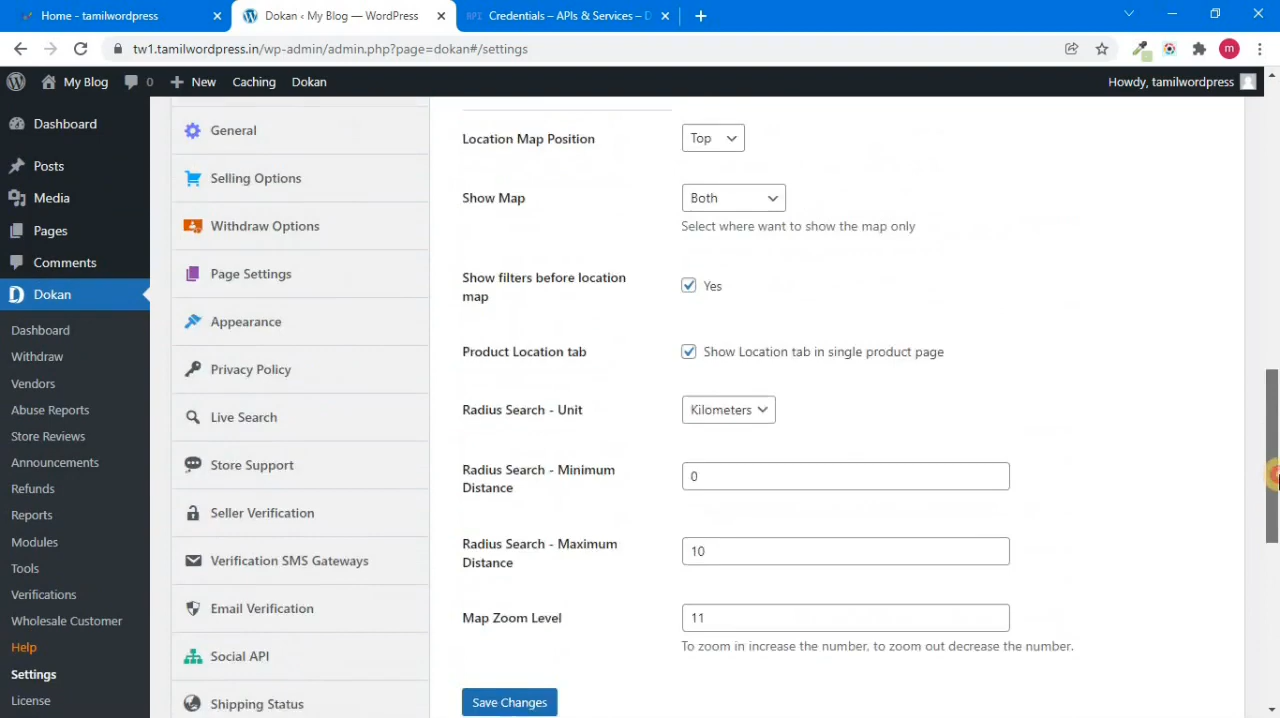 Home - tamilwordpress
Dokan ‹ My Blog — WordPress
API Credentials – APIs & Services – D
tw1.tamilwordpress.in/wp-admin/admin.php?page=dokan#/settings
m
My Blog
0
New
Caching
Dokan
Howdy, tamilwordpress
Dashboard
Posts
Media
Pages
Comments
Dokan
Dashboard
Withdraw
Vendors
Abuse Reports
Store Reviews
Announcements
Refunds
Reports
Modules
Tools
Verifications
Wholesale Customer
Help
Settings
License
General
Selling Options
Withdraw Options
Page Settings
Appearance
Privacy Policy
Live Search
Store Support
Seller Verification
Verification SMS Gateways
Email Verification
Social API
Shipping Status
Location Map Position
Top
Show Map
Both
Select where want to show the map only
Show filters before location
map
Yes
Product Location tab
Show Location tab in single product page
Radius Search - Unit
Kilometers
Radius Search - Minimum
Distance
0
Radius Search - Maximum
Distance
10
Map Zoom Level
11
To zoom in increase the number, to zoom out decrease the number.
Save Changes